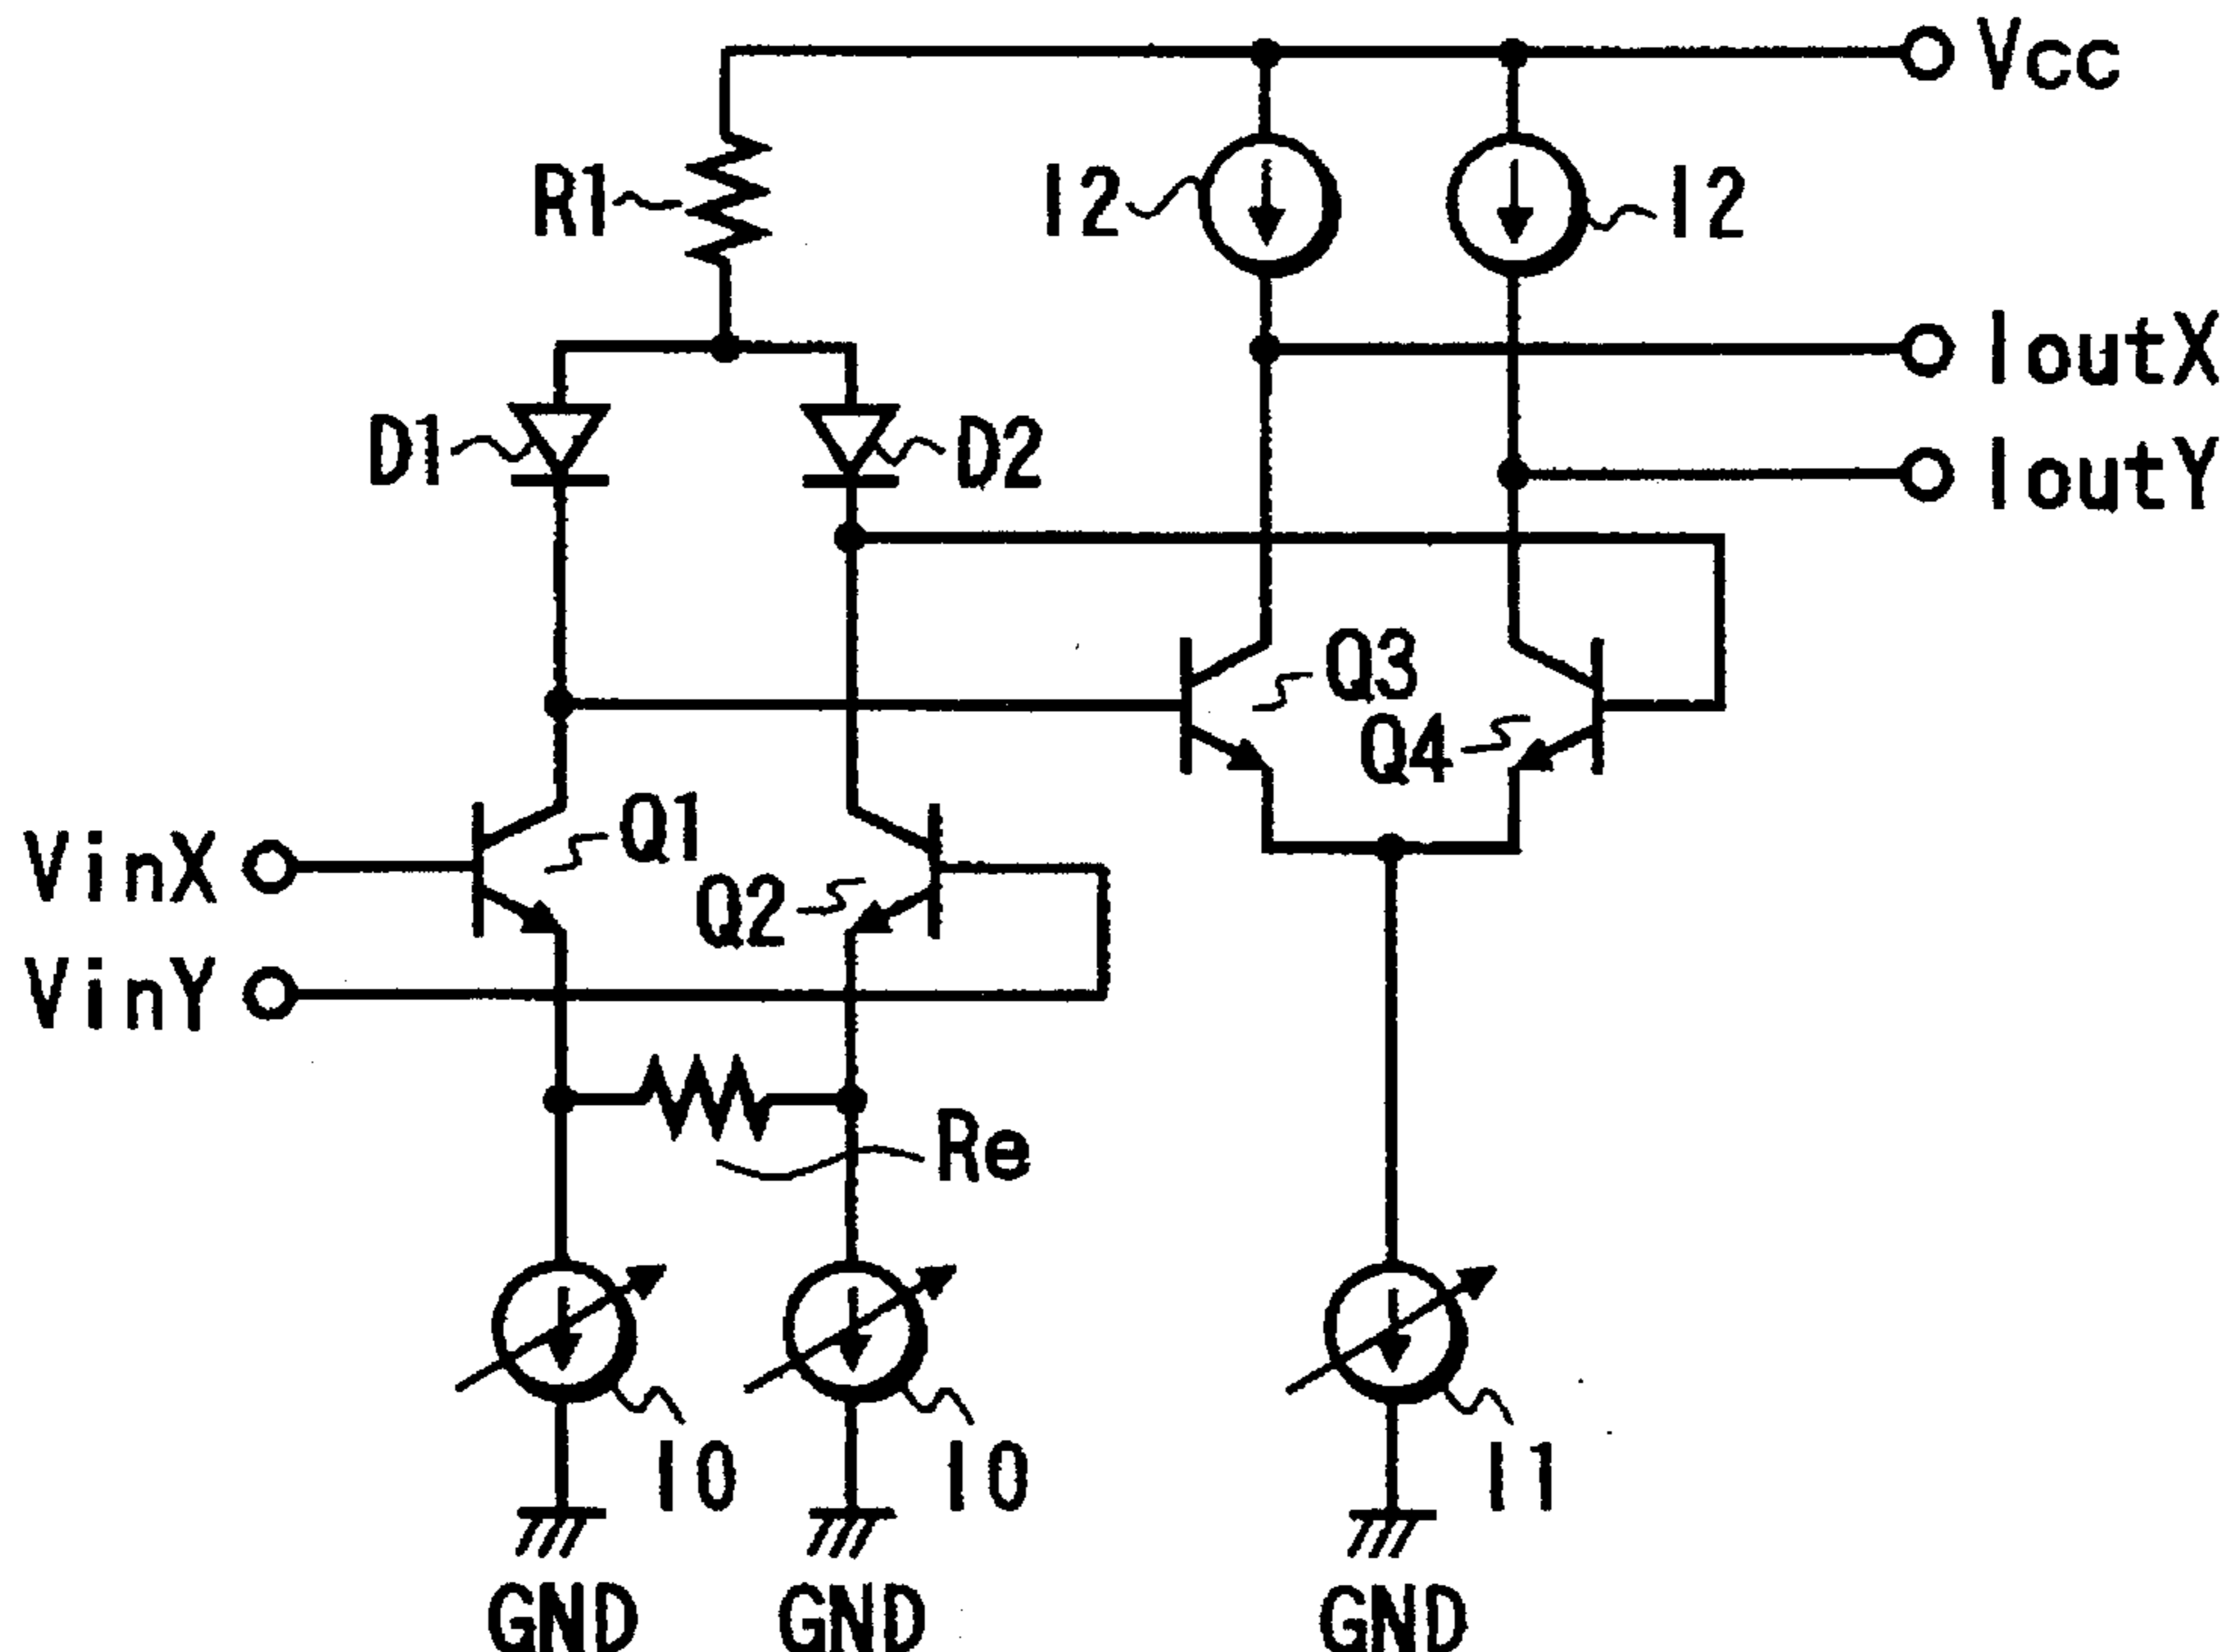 Vcc
R1
I2
I2
IoutX
D1
D2
IoutY
Q3
Q4
VinX
Q1
Q2
VinY
Re
I0
I0
I1
GND
GND
GND